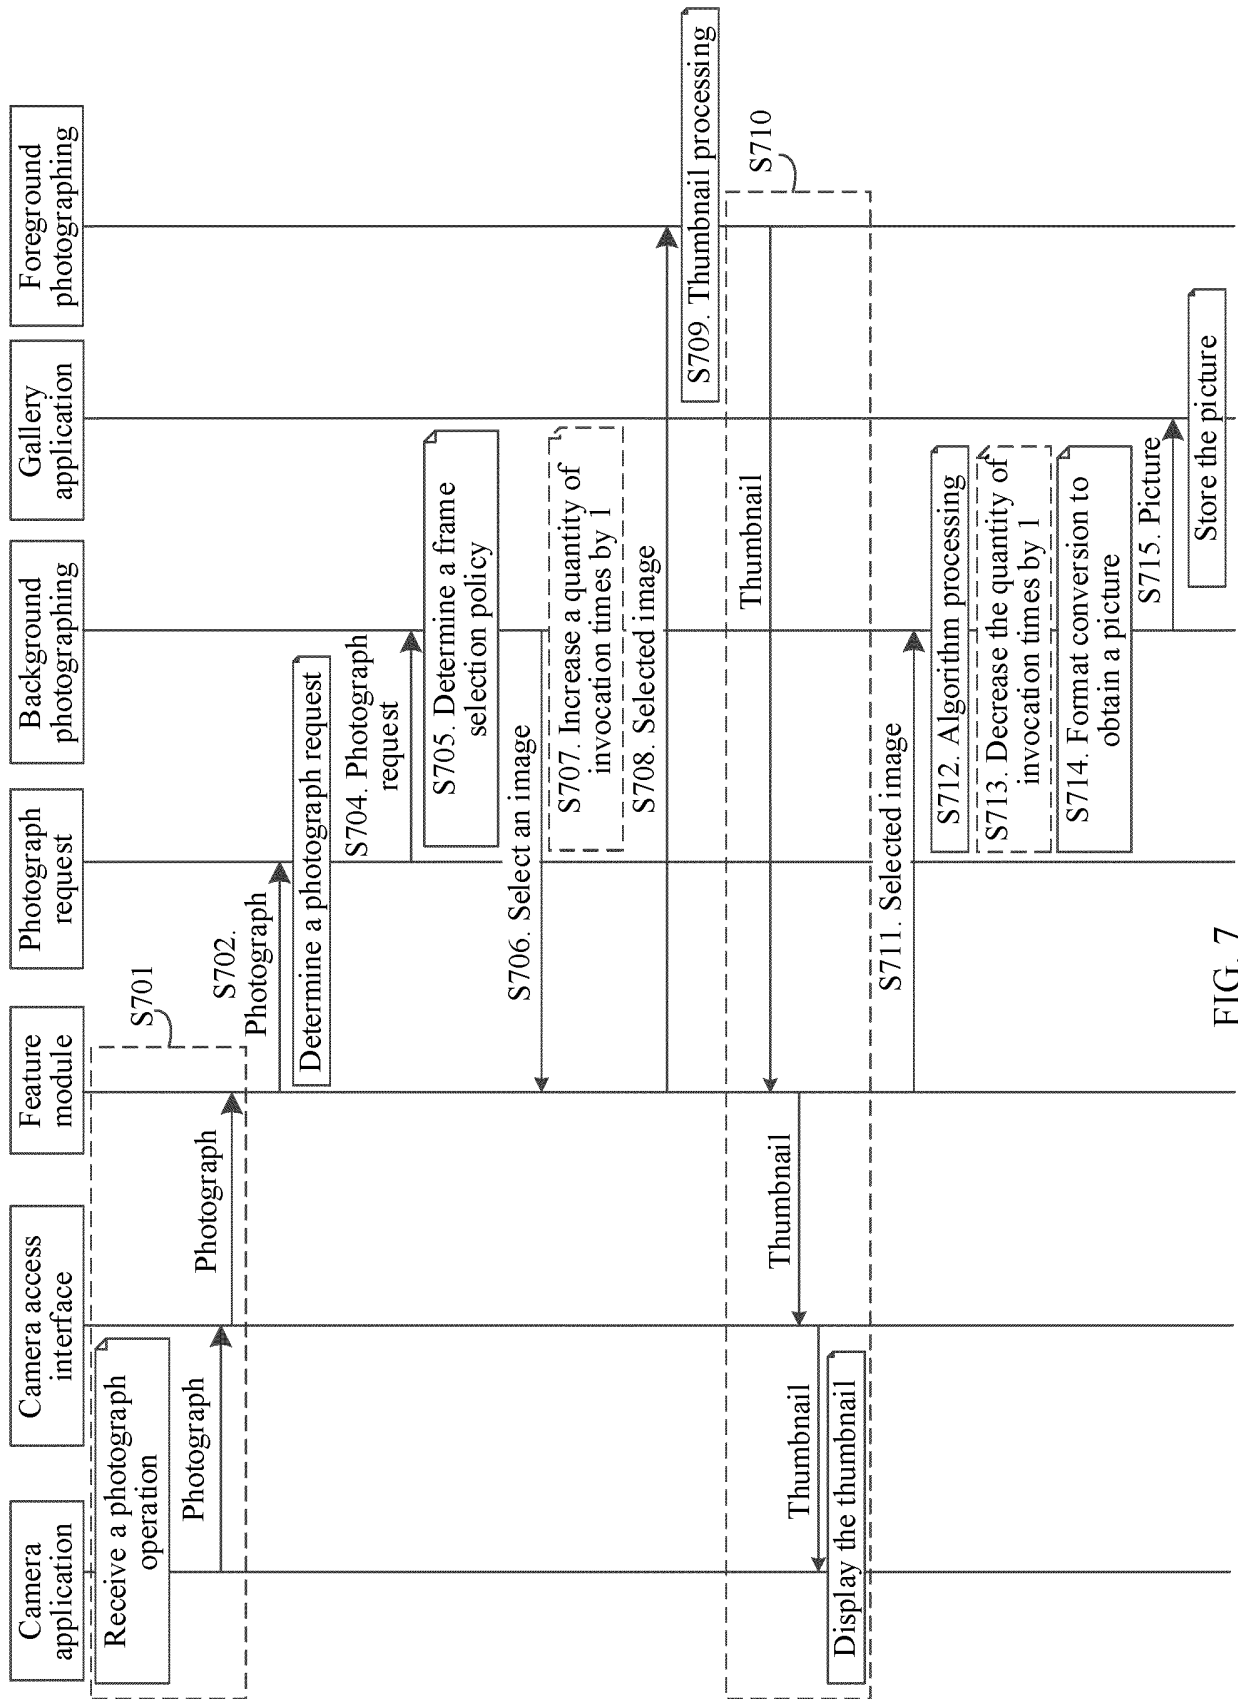 Camera
application
Camera access
interface
Feature
module
Photograph
request
Background
photographing
Gallery
application
Foreground
photographing
Receive a photograph
operation
Photograph
Photograph
S701
S702.
Photograph
Determine a photograph request
S704. Photograph
request
S705. Determine a frame
selection policy
S706. Select an image
S707. Increase a quantity of
invocation times by 1
S708. Selected image
S709. Thumbnail processing
S710
Thumbnail
Thumbnail
Thumbnail
Display the thumbnail
S711. Selected image
S712. Algorithm processing
S713. Decrease the quantity of
invocation times by 1
S714. Format conversion to
obtain a picture
S715. Picture
Store the picture
FIG. 7